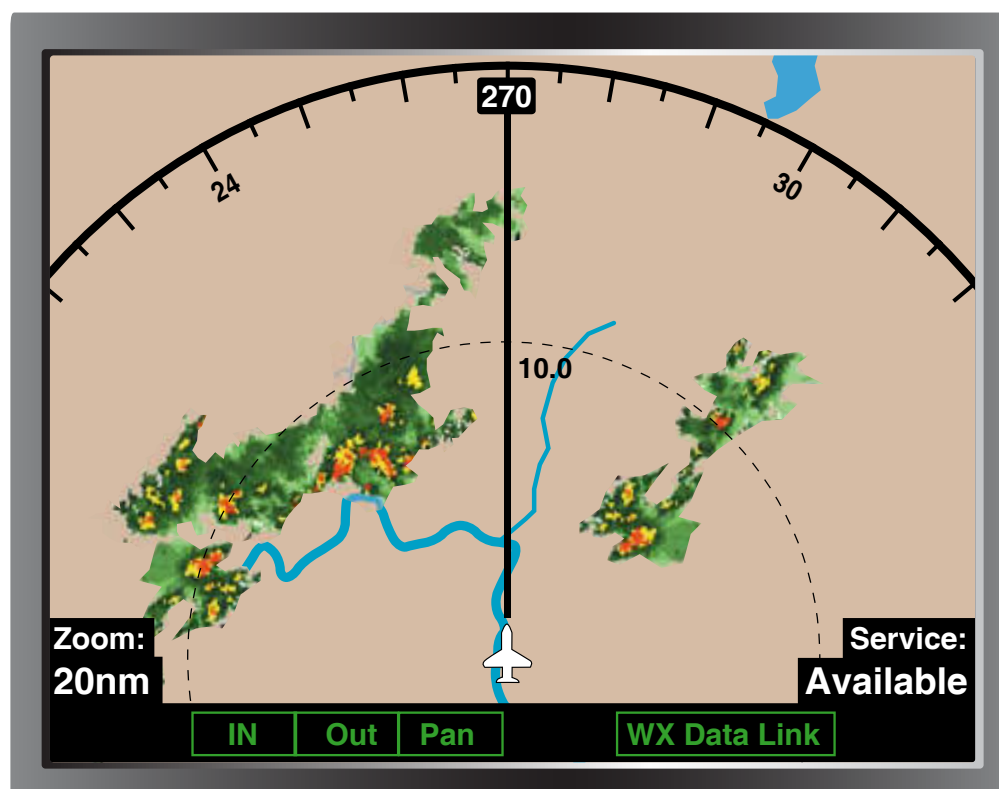 270
24
30
10.0
Zoom:
20nm
Service:
Available
IN
Out
Pan
WX Data Link